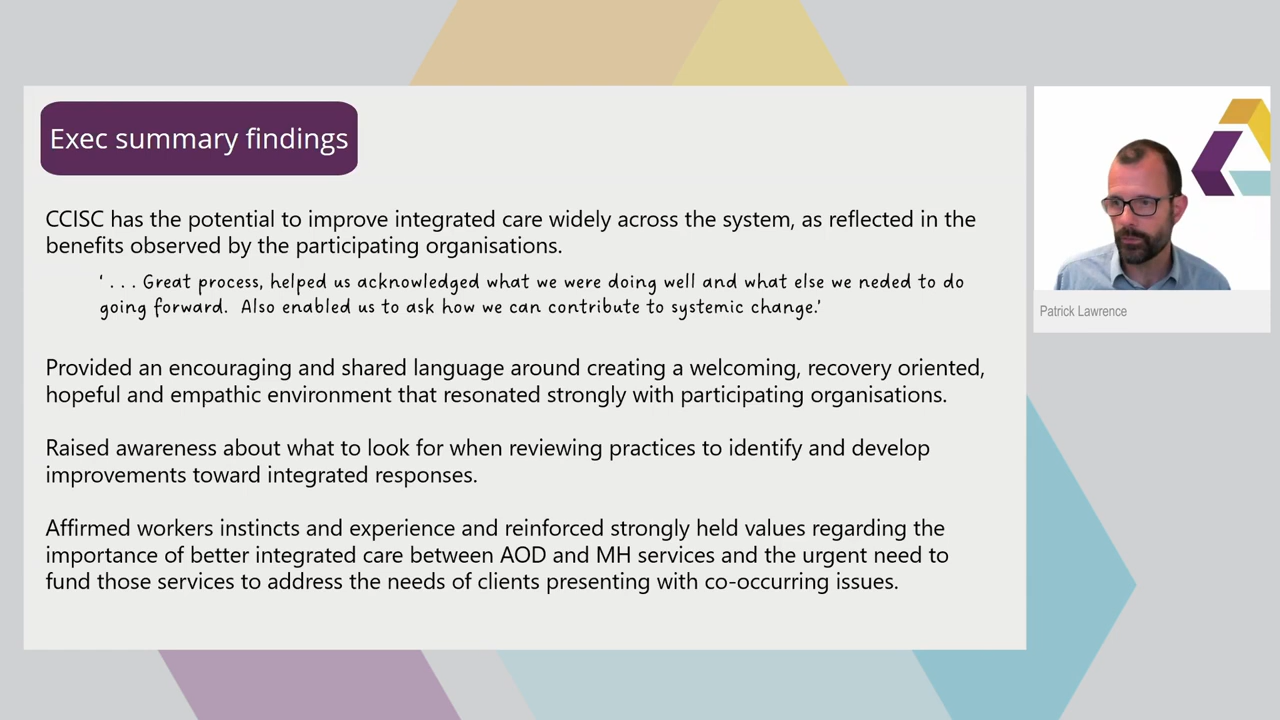 Exec summary findings
CCISC has the potential to improve integrated care widely across the system, as reflected in the
benefits observed by the participating organisations.
‘ . . . Great process, helped us acknowledged what we were doing well and what else we needed to do
going forward.  Also enabled us to ask how we can contribute to systemic change.’
Provided an encouraging and shared language around creating a welcoming, recovery oriented,
hopeful and empathic environment that resonated strongly with participating organisations.
Raised awareness about what to look for when reviewing practices to identify and develop
improvements toward integrated responses.
Affirmed workers instincts and experience and reinforced strongly held values regarding the
importance of better integrated care between AOD and MH services and the urgent need to
fund those services to address the needs of clients presenting with co-occurring issues.
Patrick Lawrence